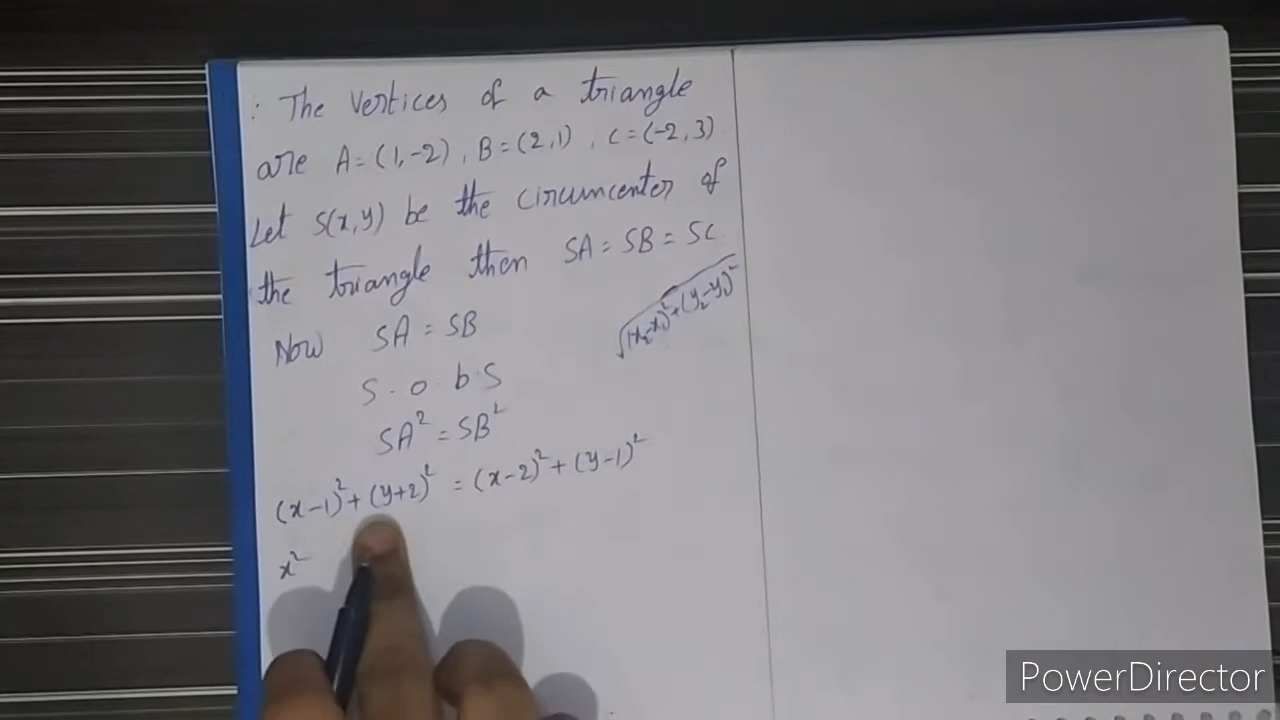 : The vertices of a triangle
are A = (1, -2) , B = (2, 1) , C = (-2, 3)
Let S(x, y) be the circumcenter of
the triangle then SA = SB = SC
√(x₂-x₁)²+(y₂-y₁)²
Now SA = SB
S. o. b. S
SA² = SB²
(x-1)² + (y+2)² = (x-2)² + (y-1)²
x²
PowerDirector